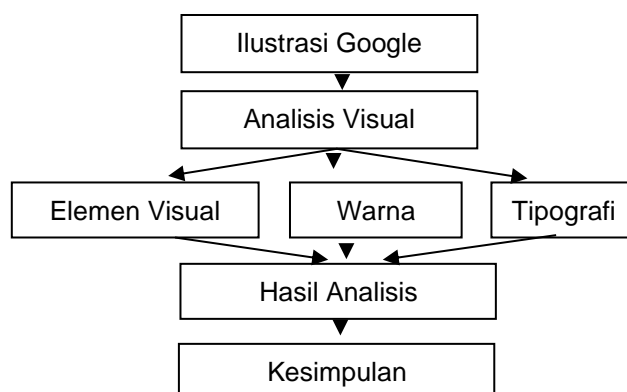 Ilustrasi Google
Analisis Visual
Elemen Visual
Warna
Tipografi
Hasil Analisis
Kesimpulan